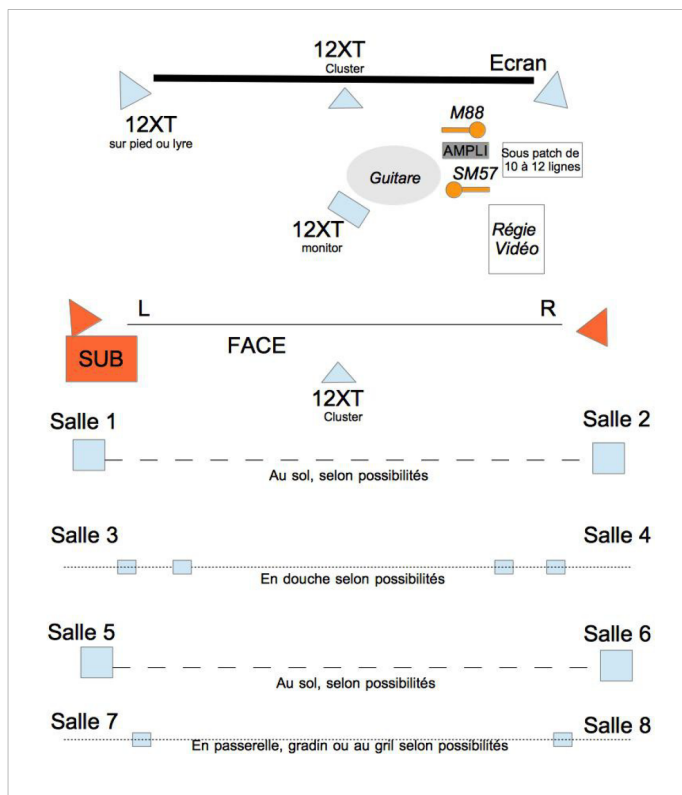 12XT
Cluster
Ecran
12XT
sur pied ou lyre
M88
AMPLI
Sous patch de
10 à 12 lignes
Guitare
SM57
12XT
monitor
Régie
Vidéo
L
R
SUB
FACE
12XT
Cluster
Salle 1
Salle 2
Au sol, selon possibilités
Salle 3
Salle 4
En douche selon possibilités
Salle 5
Salle 6
Au sol, selon possibilités
Salle 7
Salle 8
En passerelle, gradin ou au gril selon possibilités